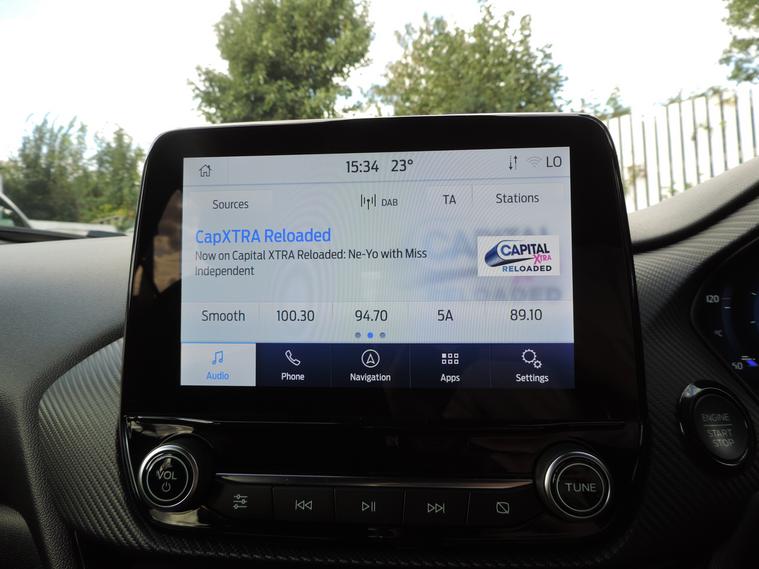 15:34 23° LO
Sources DAB TA Stations
CapXTRA Reloaded
Now on Capital XTRA Reloaded: Ne-Yo with Miss
Independent
CAPITAL
XTRA
RELOADED
Smooth 100.30 94.70 5A 89.10
Audio Phone Navigation Apps Settings
VOL
TUNE
120
°C
50
ENGINE
START
STOP